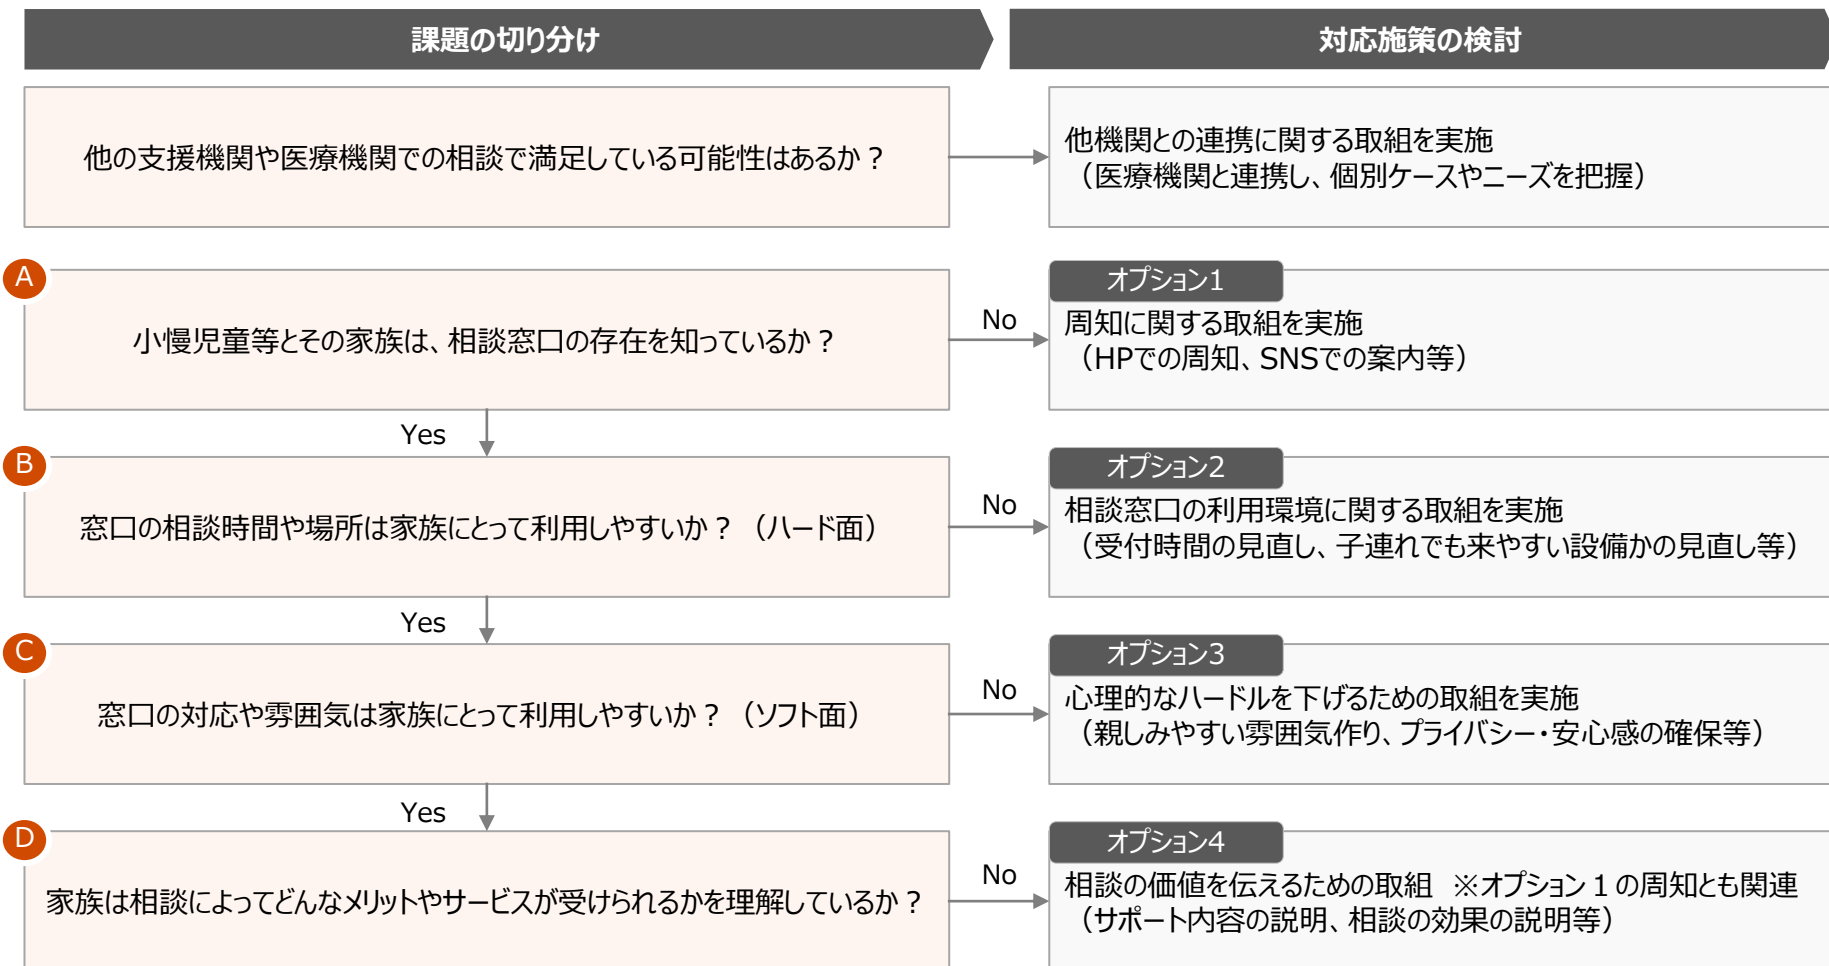 課題の切り分け
対応施策の検討
他の支援機関や医療機関での相談で満足している可能性はあるか？
他機関との連携に関する取組を実施
（医療機関と連携し、個別ケースやニーズを把握）
A
小慢児童等とその家族は、相談窓口の存在を知っているか？
No
オプション1
周知に関する取組を実施
（HPでの周知、SNSでの案内等）
Yes
B
窓口の相談時間や場所は家族にとって利用しやすいか？（ハード面）
No
オプション2
相談窓口の利用環境に関する取組を実施
（受付時間の見直し、子連れでも来やすい設備かの見直し等）
Yes
C
窓口の対応や雰囲気は家族にとって利用しやすいか？（ソフト面）
No
オプション3
心理的なハードルを下げるための取組を実施
（親しみやすい雰囲気作り、プライバシー・安心感の確保等）
Yes
D
家族は相談によってどんなメリットやサービスが受けられるかを理解しているか？
No
オプション4
相談の価値を伝えるための取組　※オプション１の周知とも関連
（サポート内容の説明、相談の効果の説明等）